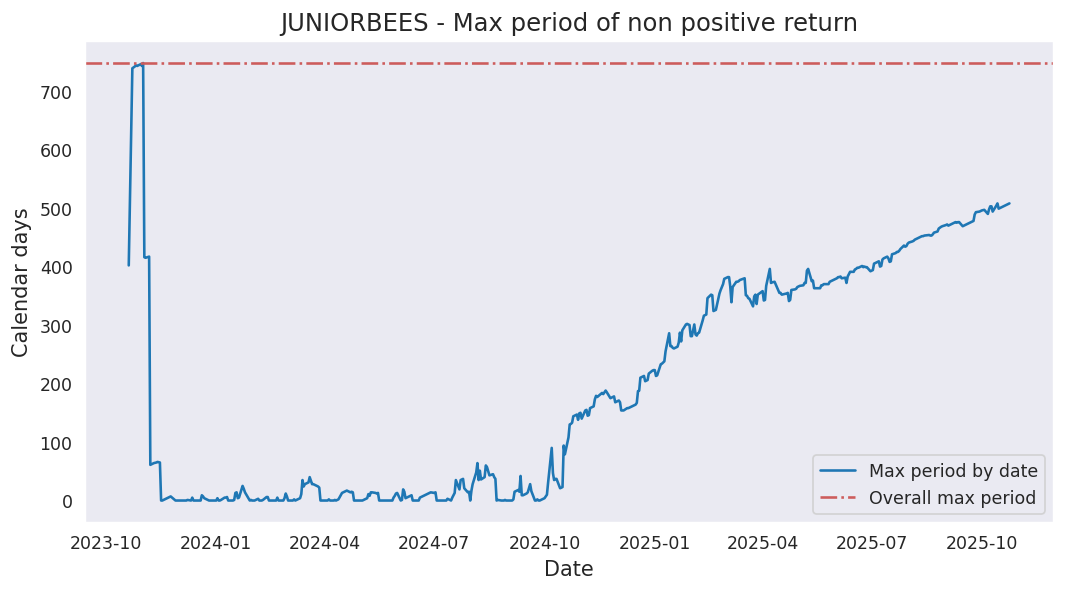 JUNIORBEES - Max period of non positive return
Calendar days
700
600
500
400
300
200
100
0
Max period by date
Overall max period
2023-10 2024-01 2024-04 2024-07 2024-10 2025-01 2025-04 2025-07 2025-10
Date